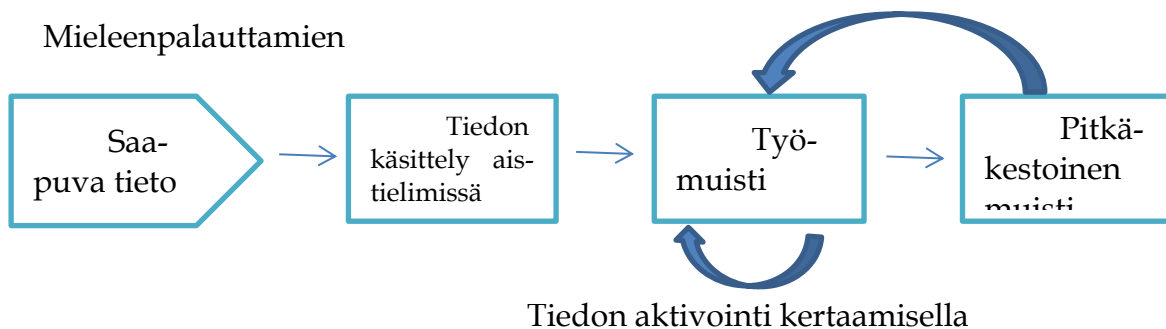 Mieleenpalauttamien
Saa-
puva tieto
Tiedon
käsittely ais-
tielimissä
Työ-
muisti
Pitkä-
kestoinen
muisti
Tiedon aktivointi kertaamisella